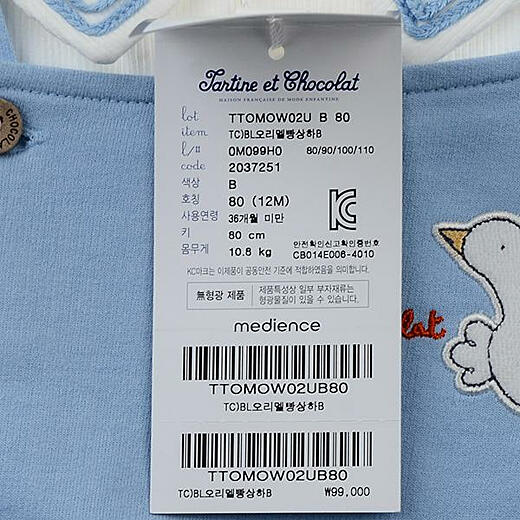 Tartine et Chocolat
MAISON FRANÇAISE DE MODE ENFANTINE
lot TTOMOW02U B 80
item TC)BL오리멜빵상하B
l/# 0M099H0 80/90/100/110
code 2037251
색상 B
호칭 80 (12M)
사용연령 36개월 미만
키 80 cm
몸무게 10.8 kg
안전확인신고확인증번호
CB014E006-4010
KC마크는 이제품이 공통안전 기준에 적합하였음을 의미합니다.
無형광 제품
제품특성상 일부 부자재류는
형광물질이 있을 수 있습니다.
medience
TTOMOW02UB80
TC)BL오리멜빵상하B
TTOMOW02UB80
TC)BL오리멜빵상하B ₩99,000
CHOCOLA
olat